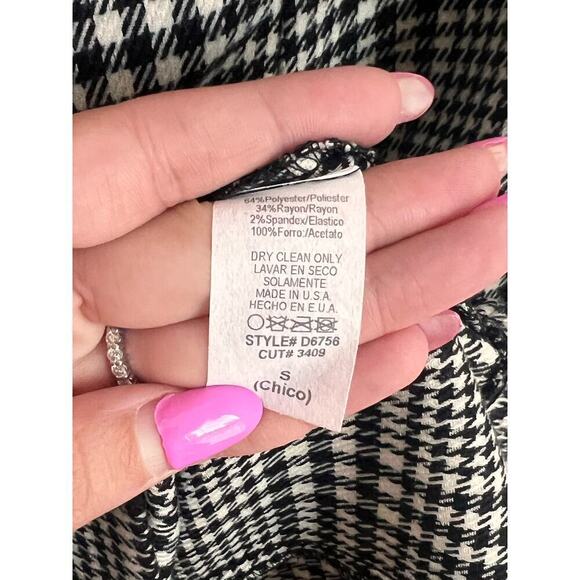 64%Polyester/Poliester
34%Rayon/Rayon
2%Spandex/Elastico
100%Forro:/Acetato
DRY CLEAN ONLY
LAVAR EN SECO
SOLAMENTE
MADE IN U.S.A.
HECHO EN E.U.A.
STYLE# D6756
CUT# 3409
S
(Chico)